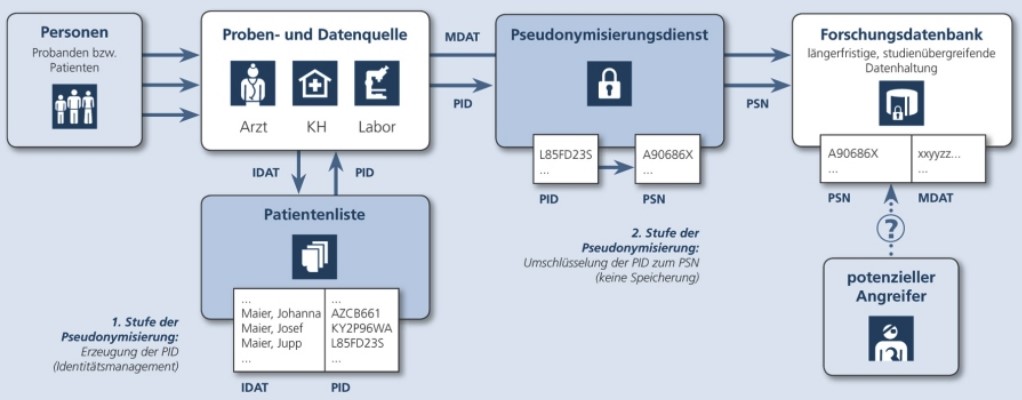 Personen
Probanden bzw.
Patienten
Proben- und Datenquelle
Arzt KH Labor
MDAT
PID
Pseudonymisierungsdienst
L85FD23S
...
A90686X
...
PID
PSN
PSN
Forschungsdatenbank
längerfristige, studienübergreifende
Datenhaltung
A90686X
...
xxyyzz...
...
PSN
MDAT
IDAT
PID
Patientenliste
... ...
Maier, Johanna AZCB661
Maier, Josef KY2P96WA
Maier, Jupp L85FD23S
... ...
IDAT PID
1. Stufe der
Pseudonymisierung:
Erzeugung der PID
(Identitätsmanagement)
2. Stufe der
Pseudonymisierung:
Umschlüsselung der PID zum PSN
(keine Speicherung)
?
potenzieller
Angreifer